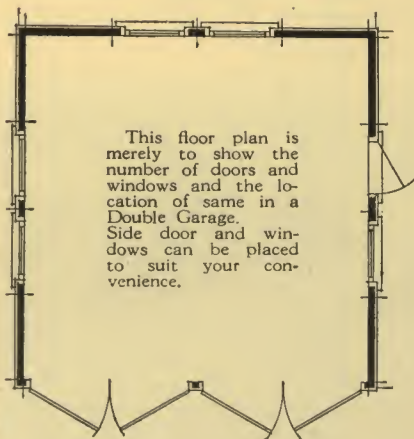 This floor plan is
merely to show the
number of doors and
windows and the lo-
cation of same in a
Double Garage.
Side door and win-
dows can be placed
to suit your con-
venience.